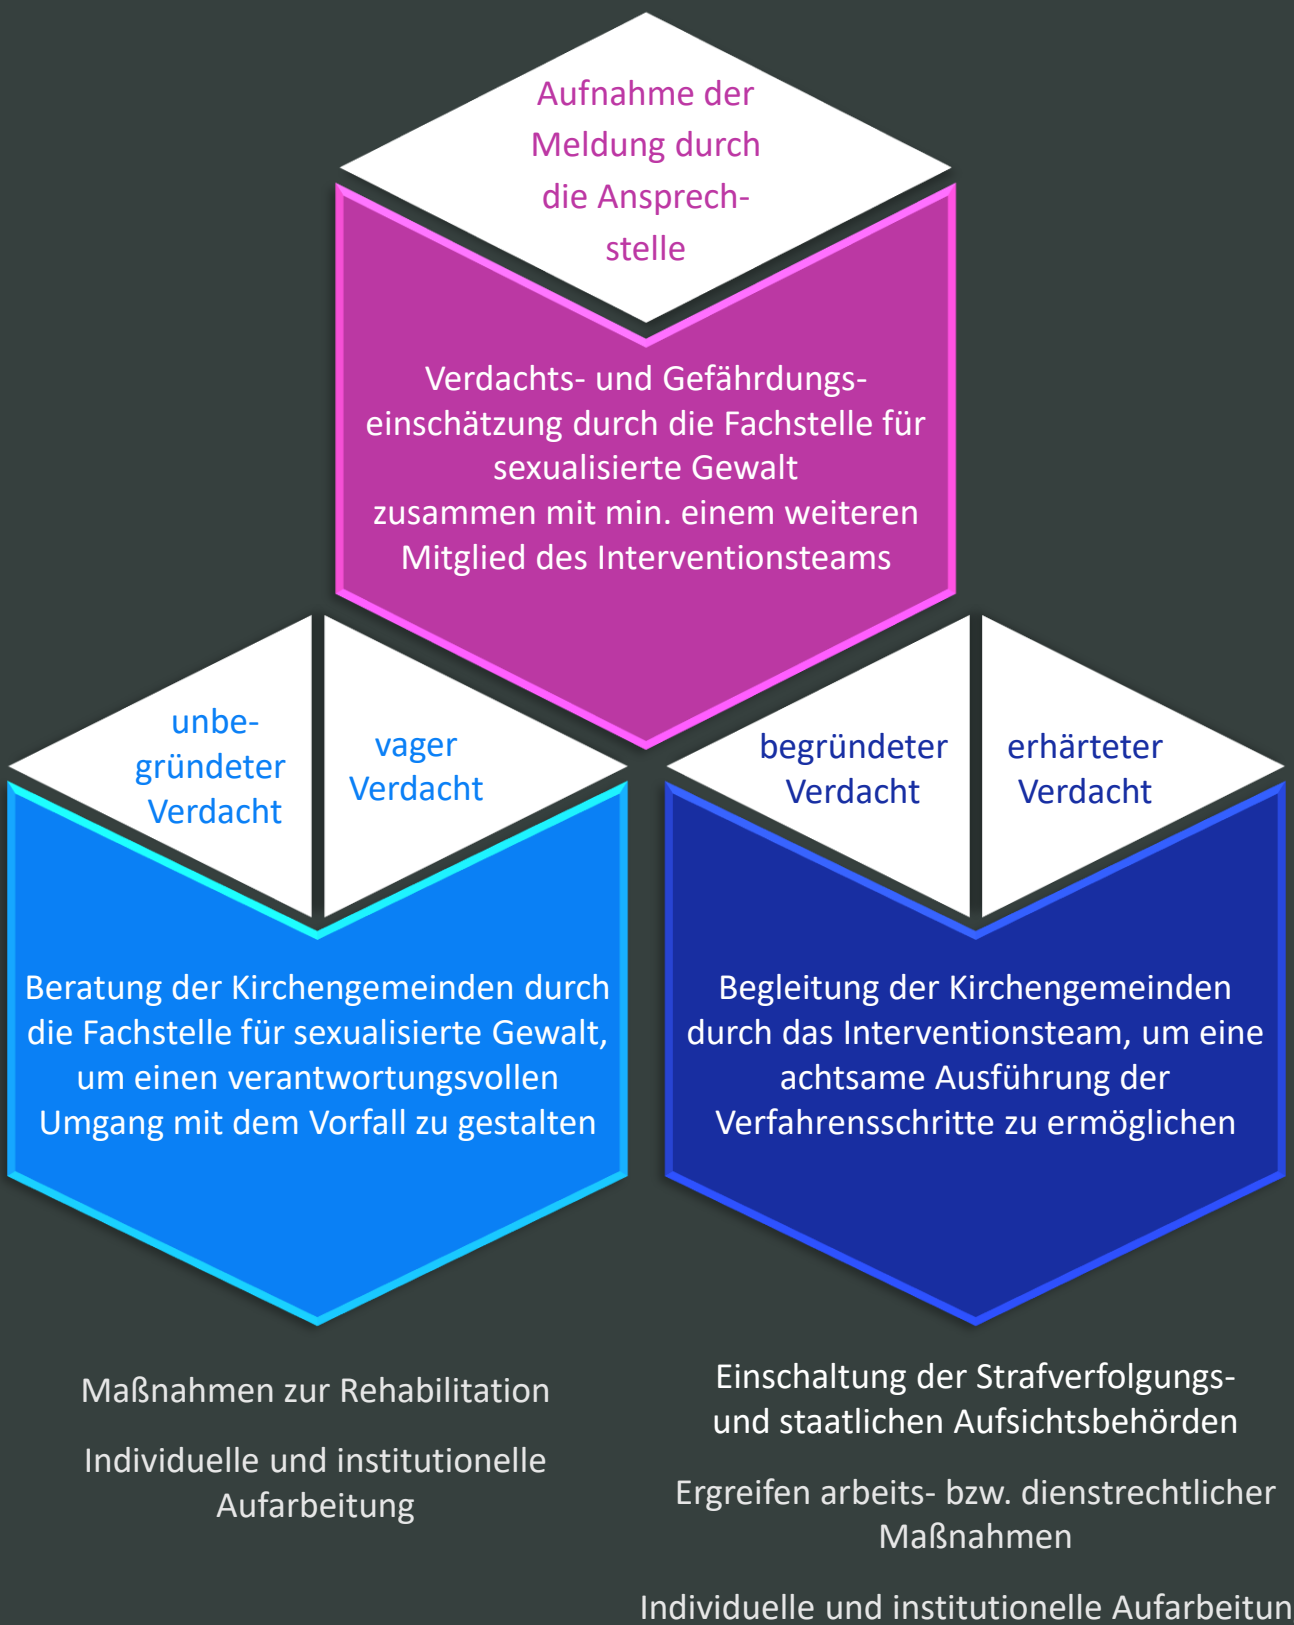 Aufnahme der
Meldung durch
die Ansprech-
stelle
Verdachts- und Gefährdungs-
einschätzung durch die Fachstelle für
sexualisierte Gewalt
zusammen mit min. einem weiteren
Mitglied des Interventionsteams
unbe-
gründeter
Verdacht
vager
Verdacht
begründeter
Verdacht
erhärteter
Verdacht
Beratung der Kirchengemeinden durch
die Fachstelle für sexualisierte Gewalt,
um einen verantwortungsvollen
Umgang mit dem Vorfall zu gestalten
Begleitung der Kirchengemeinden
durch das Interventionsteam, um eine
achtsame Ausführung der
Verfahrensschritte zu ermöglichen
Maßnahmen zur Rehabilitation
Individuelle und institutionelle
Aufarbeitung
Einschaltung der Strafverfolgungs-
und staatlichen Aufsichtsbehörden
Ergreifen arbeits- bzw. dienstrechtlicher
Maßnahmen
Individuelle und institutionelle Aufarbeitun